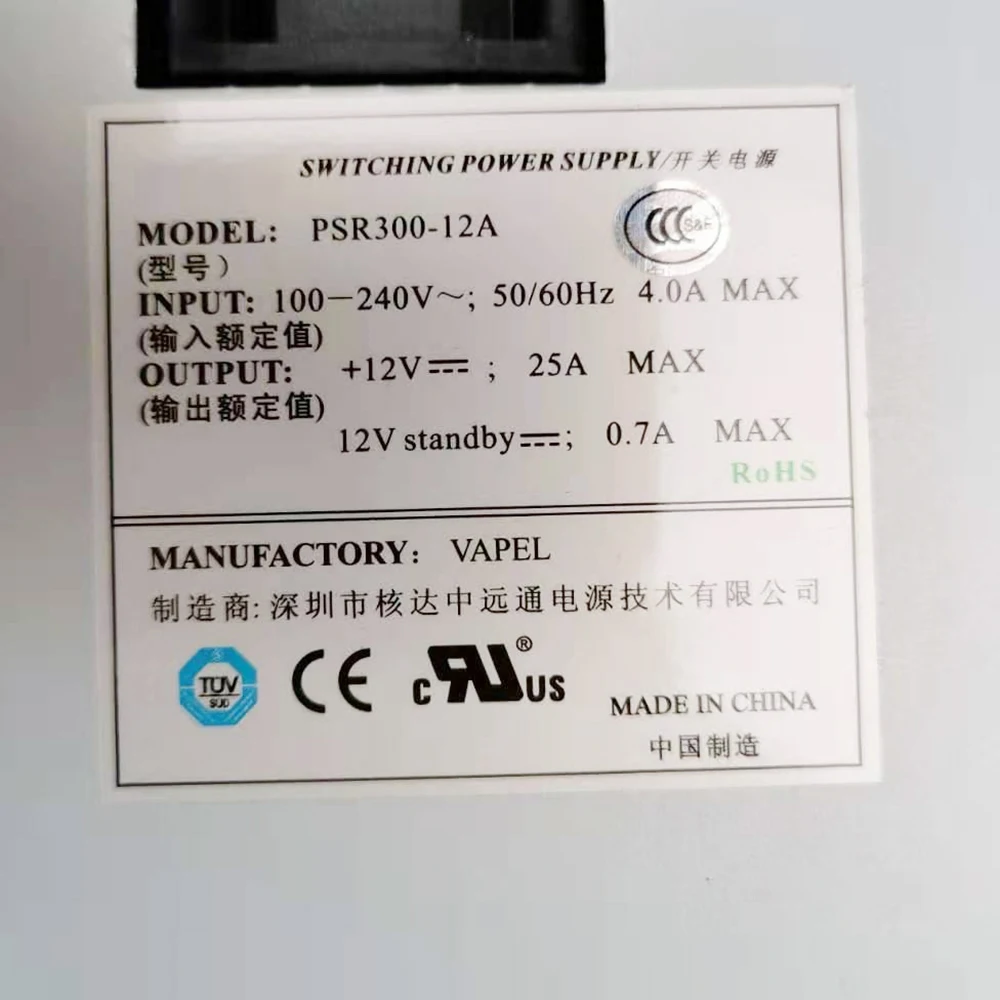 SWITCHING POWER SUPPLY/开关电源
MODEL: PSR300-12A
(型号)
CCC S&E
INPUT: 100-240V～; 50/60Hz 4.0A MAX
(输入额定值)
OUTPUT: +12V⎓; 25A MAX
(输出额定值)
12V standby⎓; 0.7A MAX
RoHS
MANUFACTORY: VAPEL
制造商:深圳市核达中远通电源技术有限公司
TÜV
SÜD
CE
c RU® US
MADE IN CHINA
中国制造